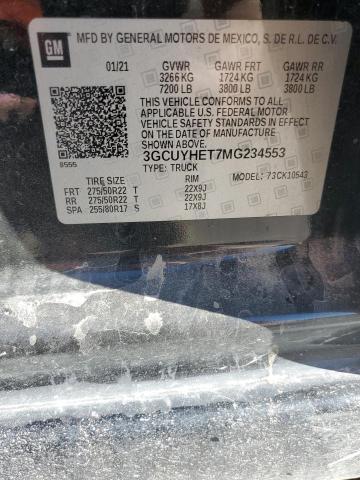 GM
MFD BY GENERAL MOTORS DE MEXICO, S. DE R.L. DE C.V.
01/21 GVWR GAWR FRT GAWR RR
3266 KG 1724 KG 1724 KG
7200 LB 3800 LB 3800 LB
THIS VEHICLE CONFORMS TO ALL
APPLICABLE U.S. FEDERAL MOTOR
VEHICLE SAFETY AND THEFT PREVENTION
STANDARDS IN EFFECT ON THE DATE OF
MANUFACTURE SHOWN ABOVE.
3GCUYHET7MG234553
8555
TYPE: TRUCK
73CK10543
TIRE SIZE RIM
FRT 275/50R22 T 22X9J
RR 275/50R22 T 22X9J
SPA 255/80R17 S 17X8J